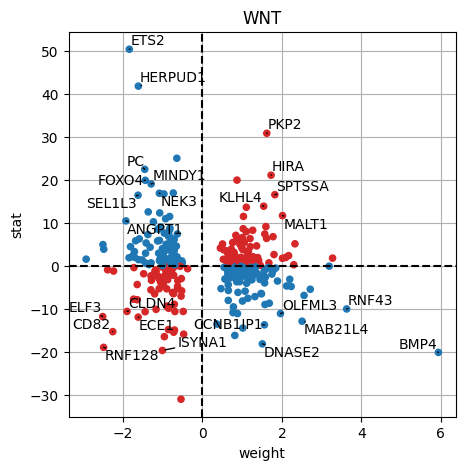 WNT
ETS2
HERPUD1
PKP2
PC
HIRA
FOXO4
MINDY1
SPTSSA
SEL1L3
NEK3
KLHL4
ANGPT1
MALT1
ELF3
CLDN4
OLFML3
RNF43
CD82
ECE1
CCNB1IP1
MAB21L4
RNF128
ISYNA1
DNASE2
BMP4
50
40
30
20
10
0
−10
−20
−30
stat
−2
0
2
4
6
weight